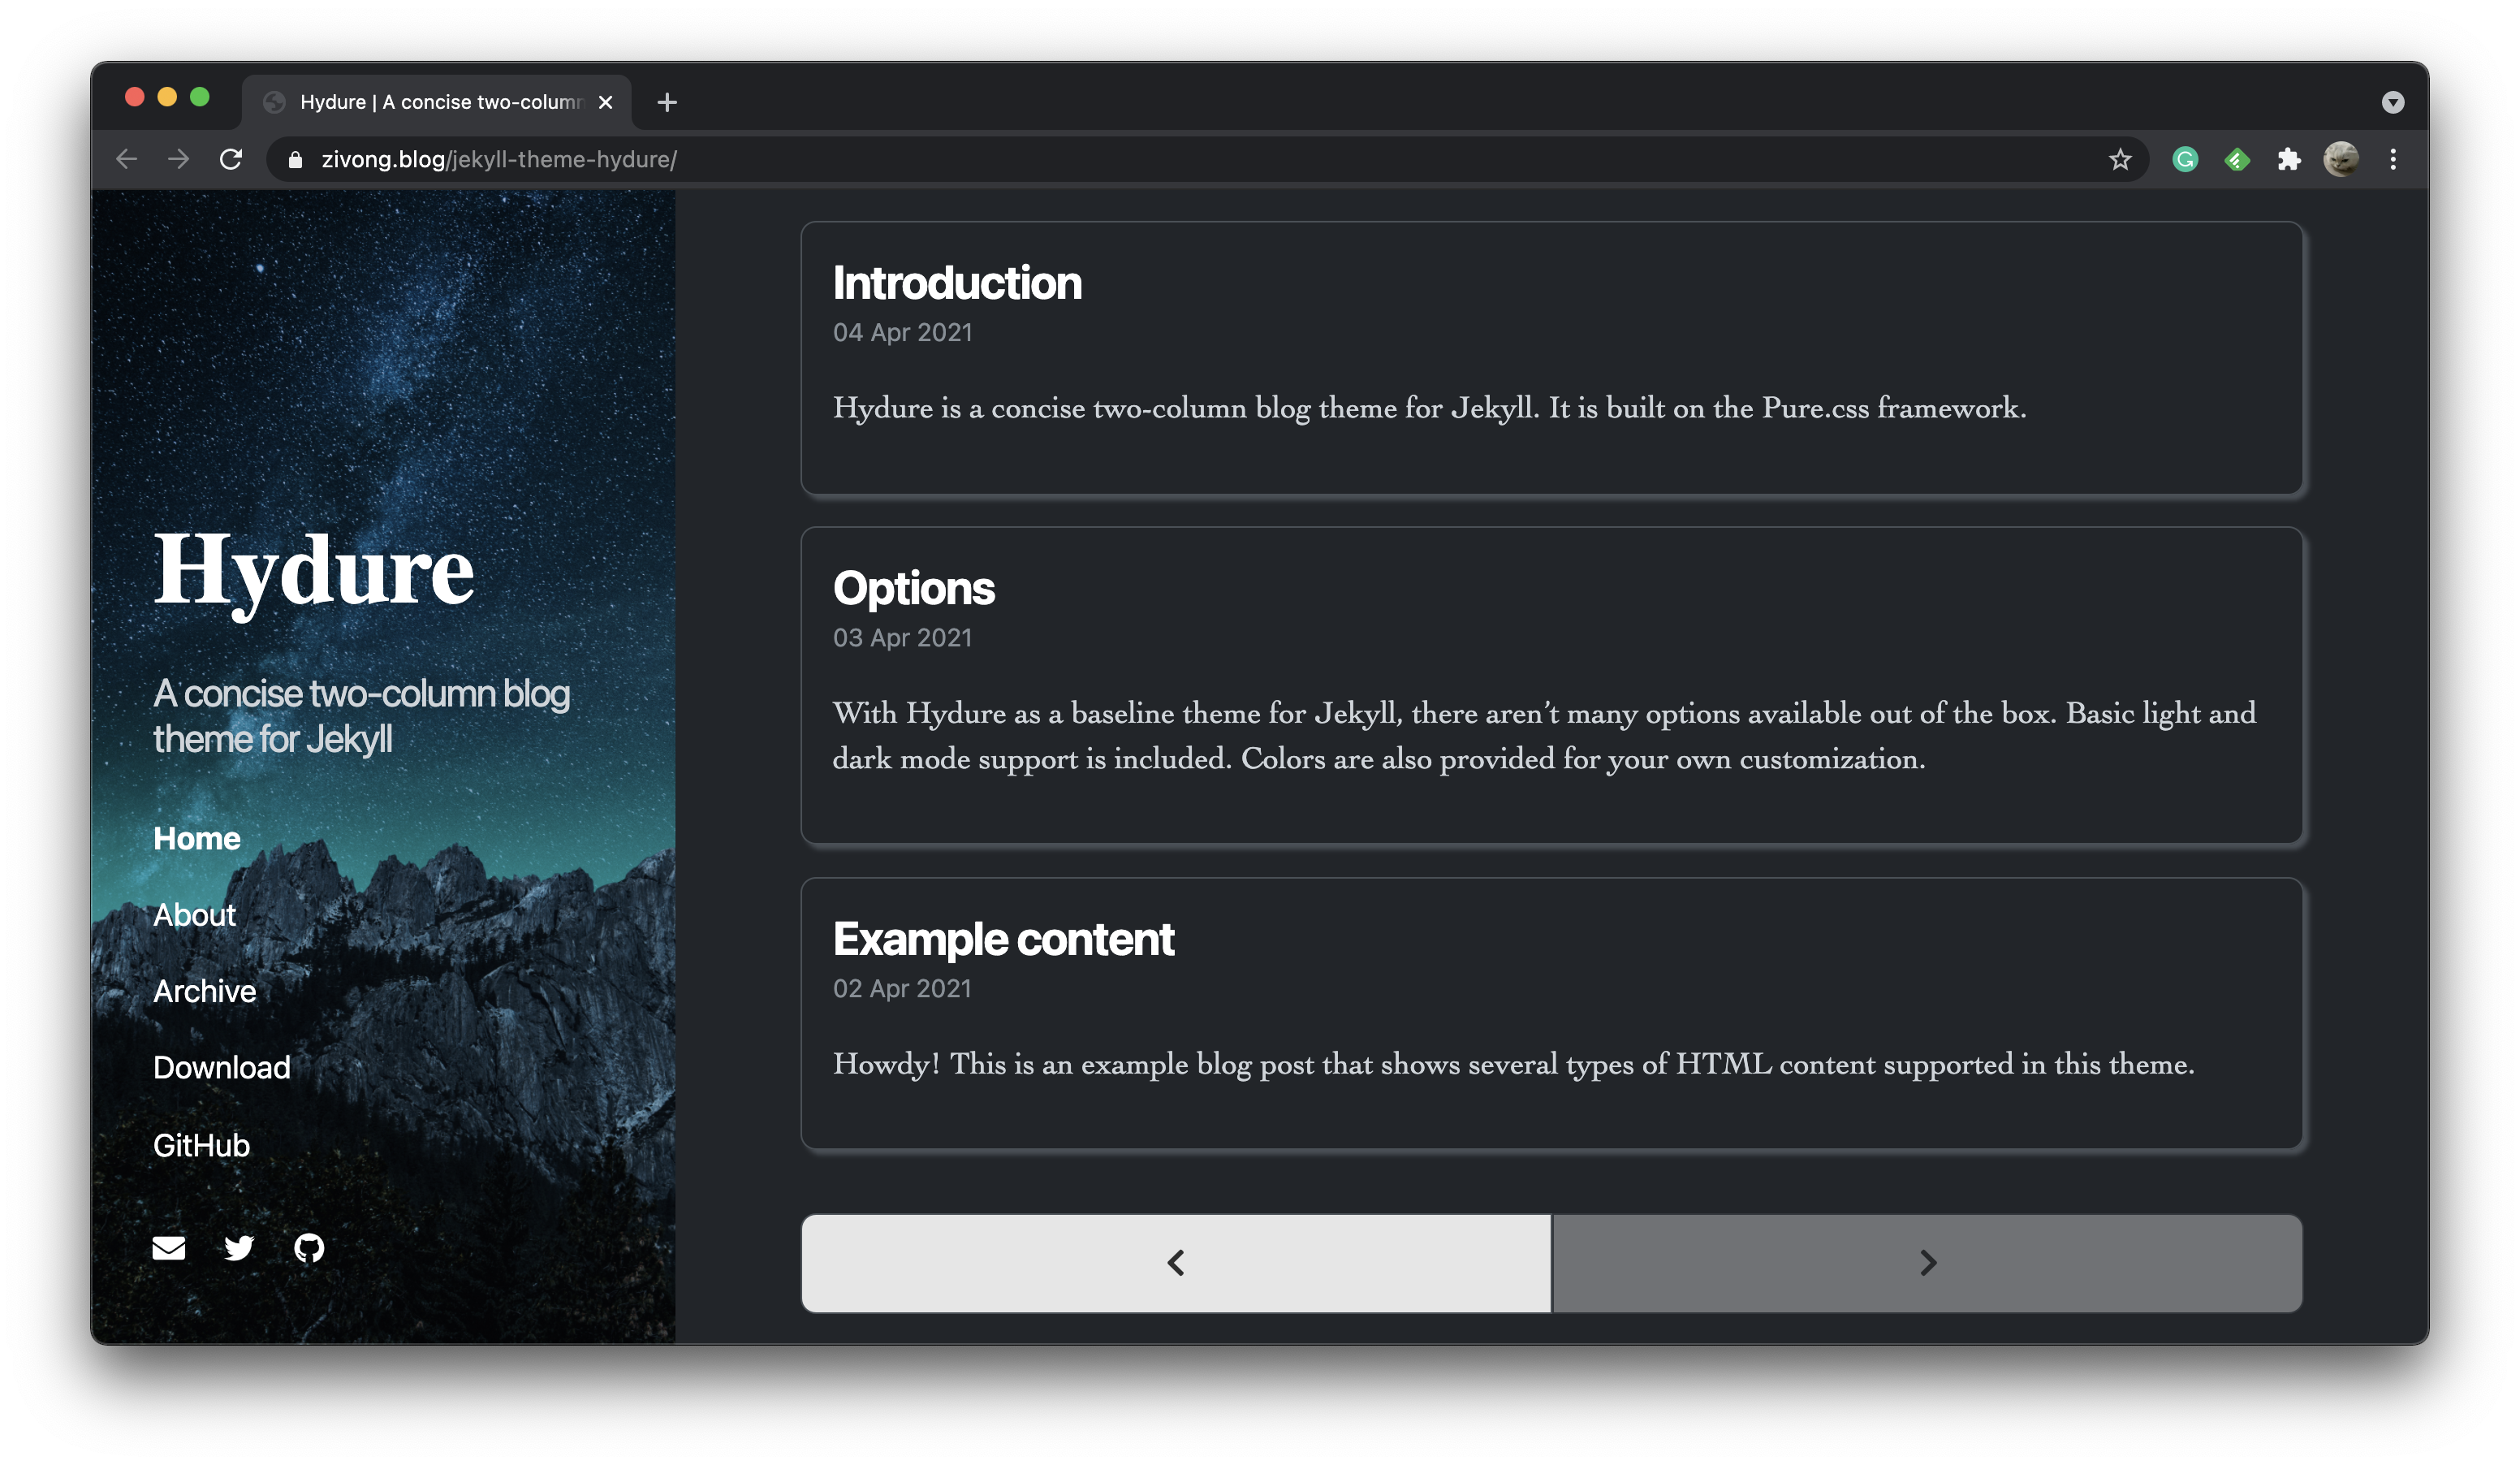 Hydure | A concise two-column
zivong.blog/jekyll-theme-hydure/
Hydure
A concise two-column blog
theme for Jekyll
Home
About
Archive
Download
GitHub
Introduction
04 Apr 2021
Hydure is a concise two-column blog theme for Jekyll. It is built on the Pure.css framework.
Options
03 Apr 2021
With Hydure as a baseline theme for Jekyll, there aren’t many options available out of the box. Basic light and
dark mode support is included. Colors are also provided for your own customization.
Example content
02 Apr 2021
Howdy! This is an example blog post that shows several types of HTML content supported in this theme.